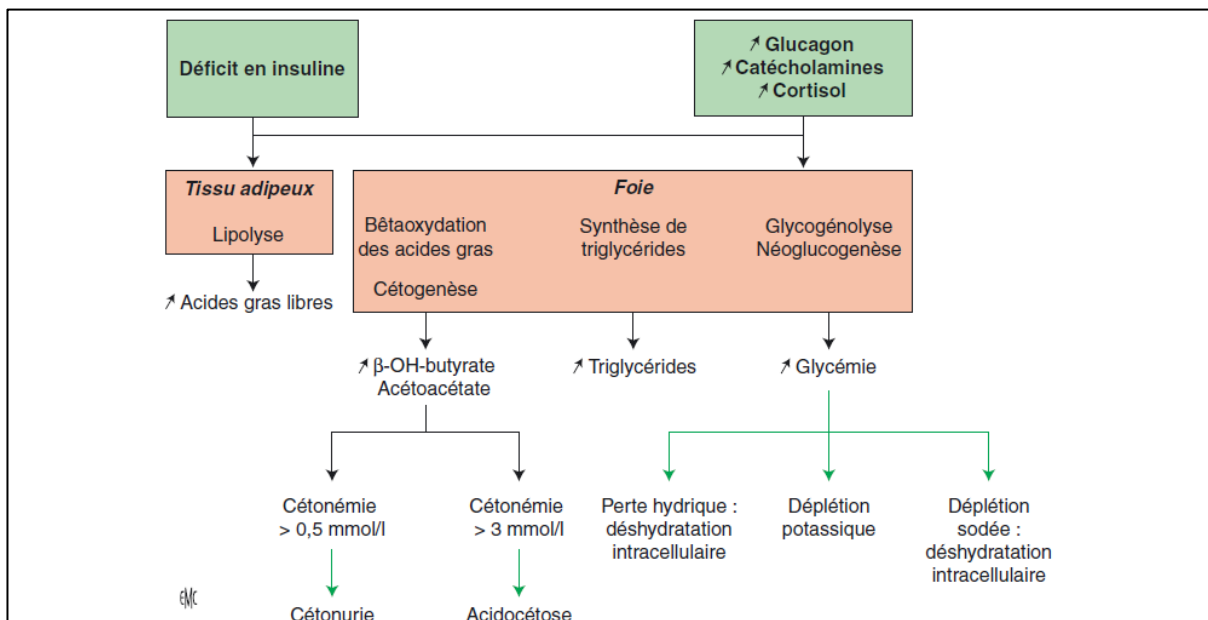 Déficit en insuline
↗ Glucagon
↗ Catécholamines
↗ Cortisol
Tissu adipeux
Lipolyse
Foie
Bêtaoxydation
des acides gras
Cétogenèse
Synthèse de
triglycérides
Glycogénolyse
Néoglucogenèse
↗ Acides gras libres
↗ β-OH-butyrate
Acétoacétate
↗ Triglycérides
↗ Glycémie
Cétonémie
> 0,5 mmol/l
Cétonémie
> 3 mmol/l
Perte hydrique :
déshydratation
intracellulaire
Déplétion
potassique
Déplétion
sodée :
déshydratation
intracellulaire
Cétonurie
Acidocétose
EMC